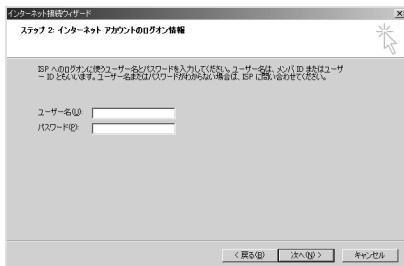 インターネット接続ウィザード
ステップ 2: インターネット アカウントのログオン情報
ISP へのログオンに使うユーザー名とパスワードを入力してください。ユーザー名は、メンバ ID またはユーザ
ー ID ともいいます。ユーザー名またはパスワードがわからない場合は、ISP に問い合わせてください。
ユーザー名(U):
パスワード(P):
< 戻る(B) 次へ(N) > キャンセル